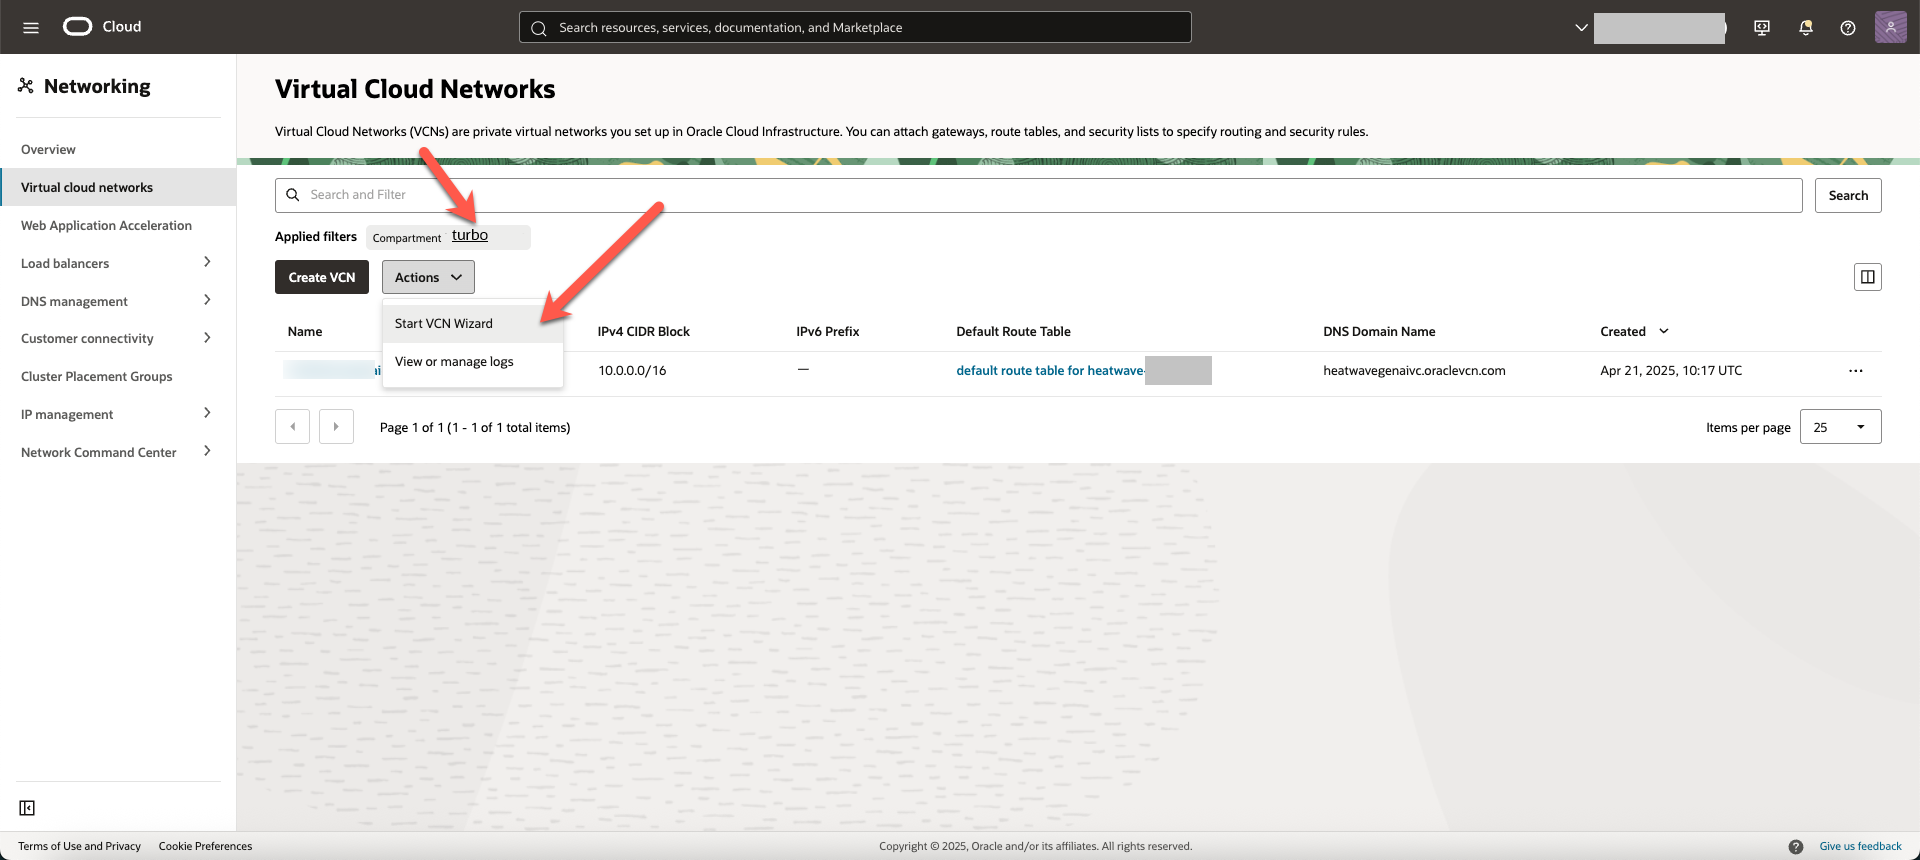 Cloud
Search resources, services, documentation, and Marketplace
Networking
Overview
Virtual cloud networks
Web Application Acceleration
Load balancers
DNS management
Customer connectivity
Cluster Placement Groups
IP management
Network Command Center
Virtual Cloud Networks
Virtual Cloud Networks (VCNs) are private virtual networks you set up in Oracle Cloud Infrastructure. You can attach gateways, route tables, and security lists to specify routing and security rules.
Search and Filter
Search
Applied filters Compartment turbo
Create VCN Actions
Start VCN Wizard
View or manage logs
Name IPv4 CIDR Block IPv6 Prefix Default Route Table DNS Domain Name Created
10.0.0.0/16 — default route table for heatwave- heatwavegenaivc.oraclevcn.com Apr 21, 2025, 10:17 UTC
Page 1 of 1 (1 - 1 of 1 total items) Items per page 25
Terms of Use and Privacy Cookie Preferences Copyright © 2025, Oracle and/or its affiliates. All rights reserved. Give us feedback